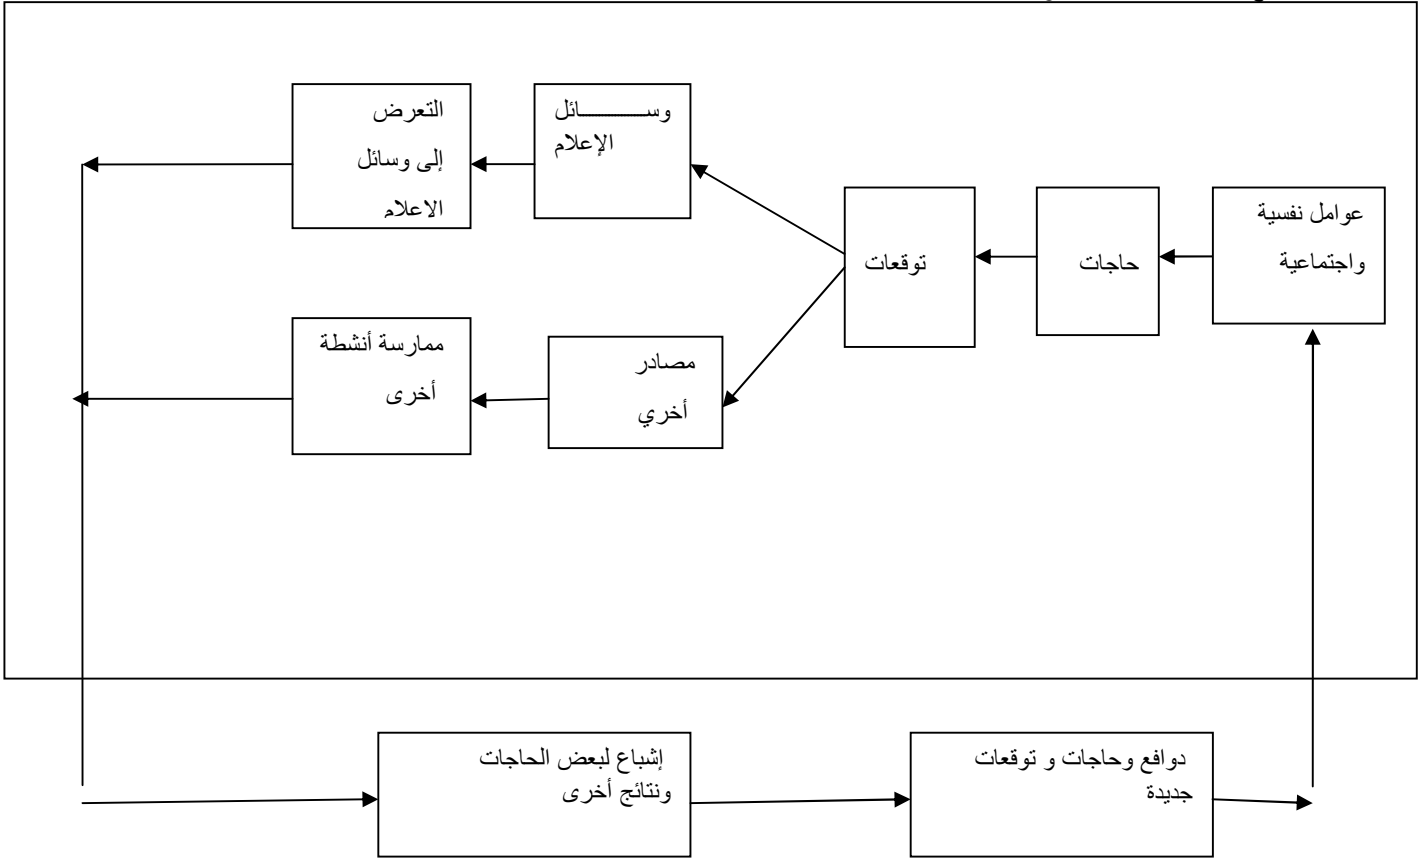 عوامل نفسية
واجتماعية
حاجات
توقعات
وســـــــائل
الإعلام
التعرض
إلى وسائل
الاعلام
مصادر
أخري
ممارسة أنشطة
أخرى
إشباع لبعض الحاجات
ونتائج أخرى
دوافع وحاجات و توقعات
جديدة